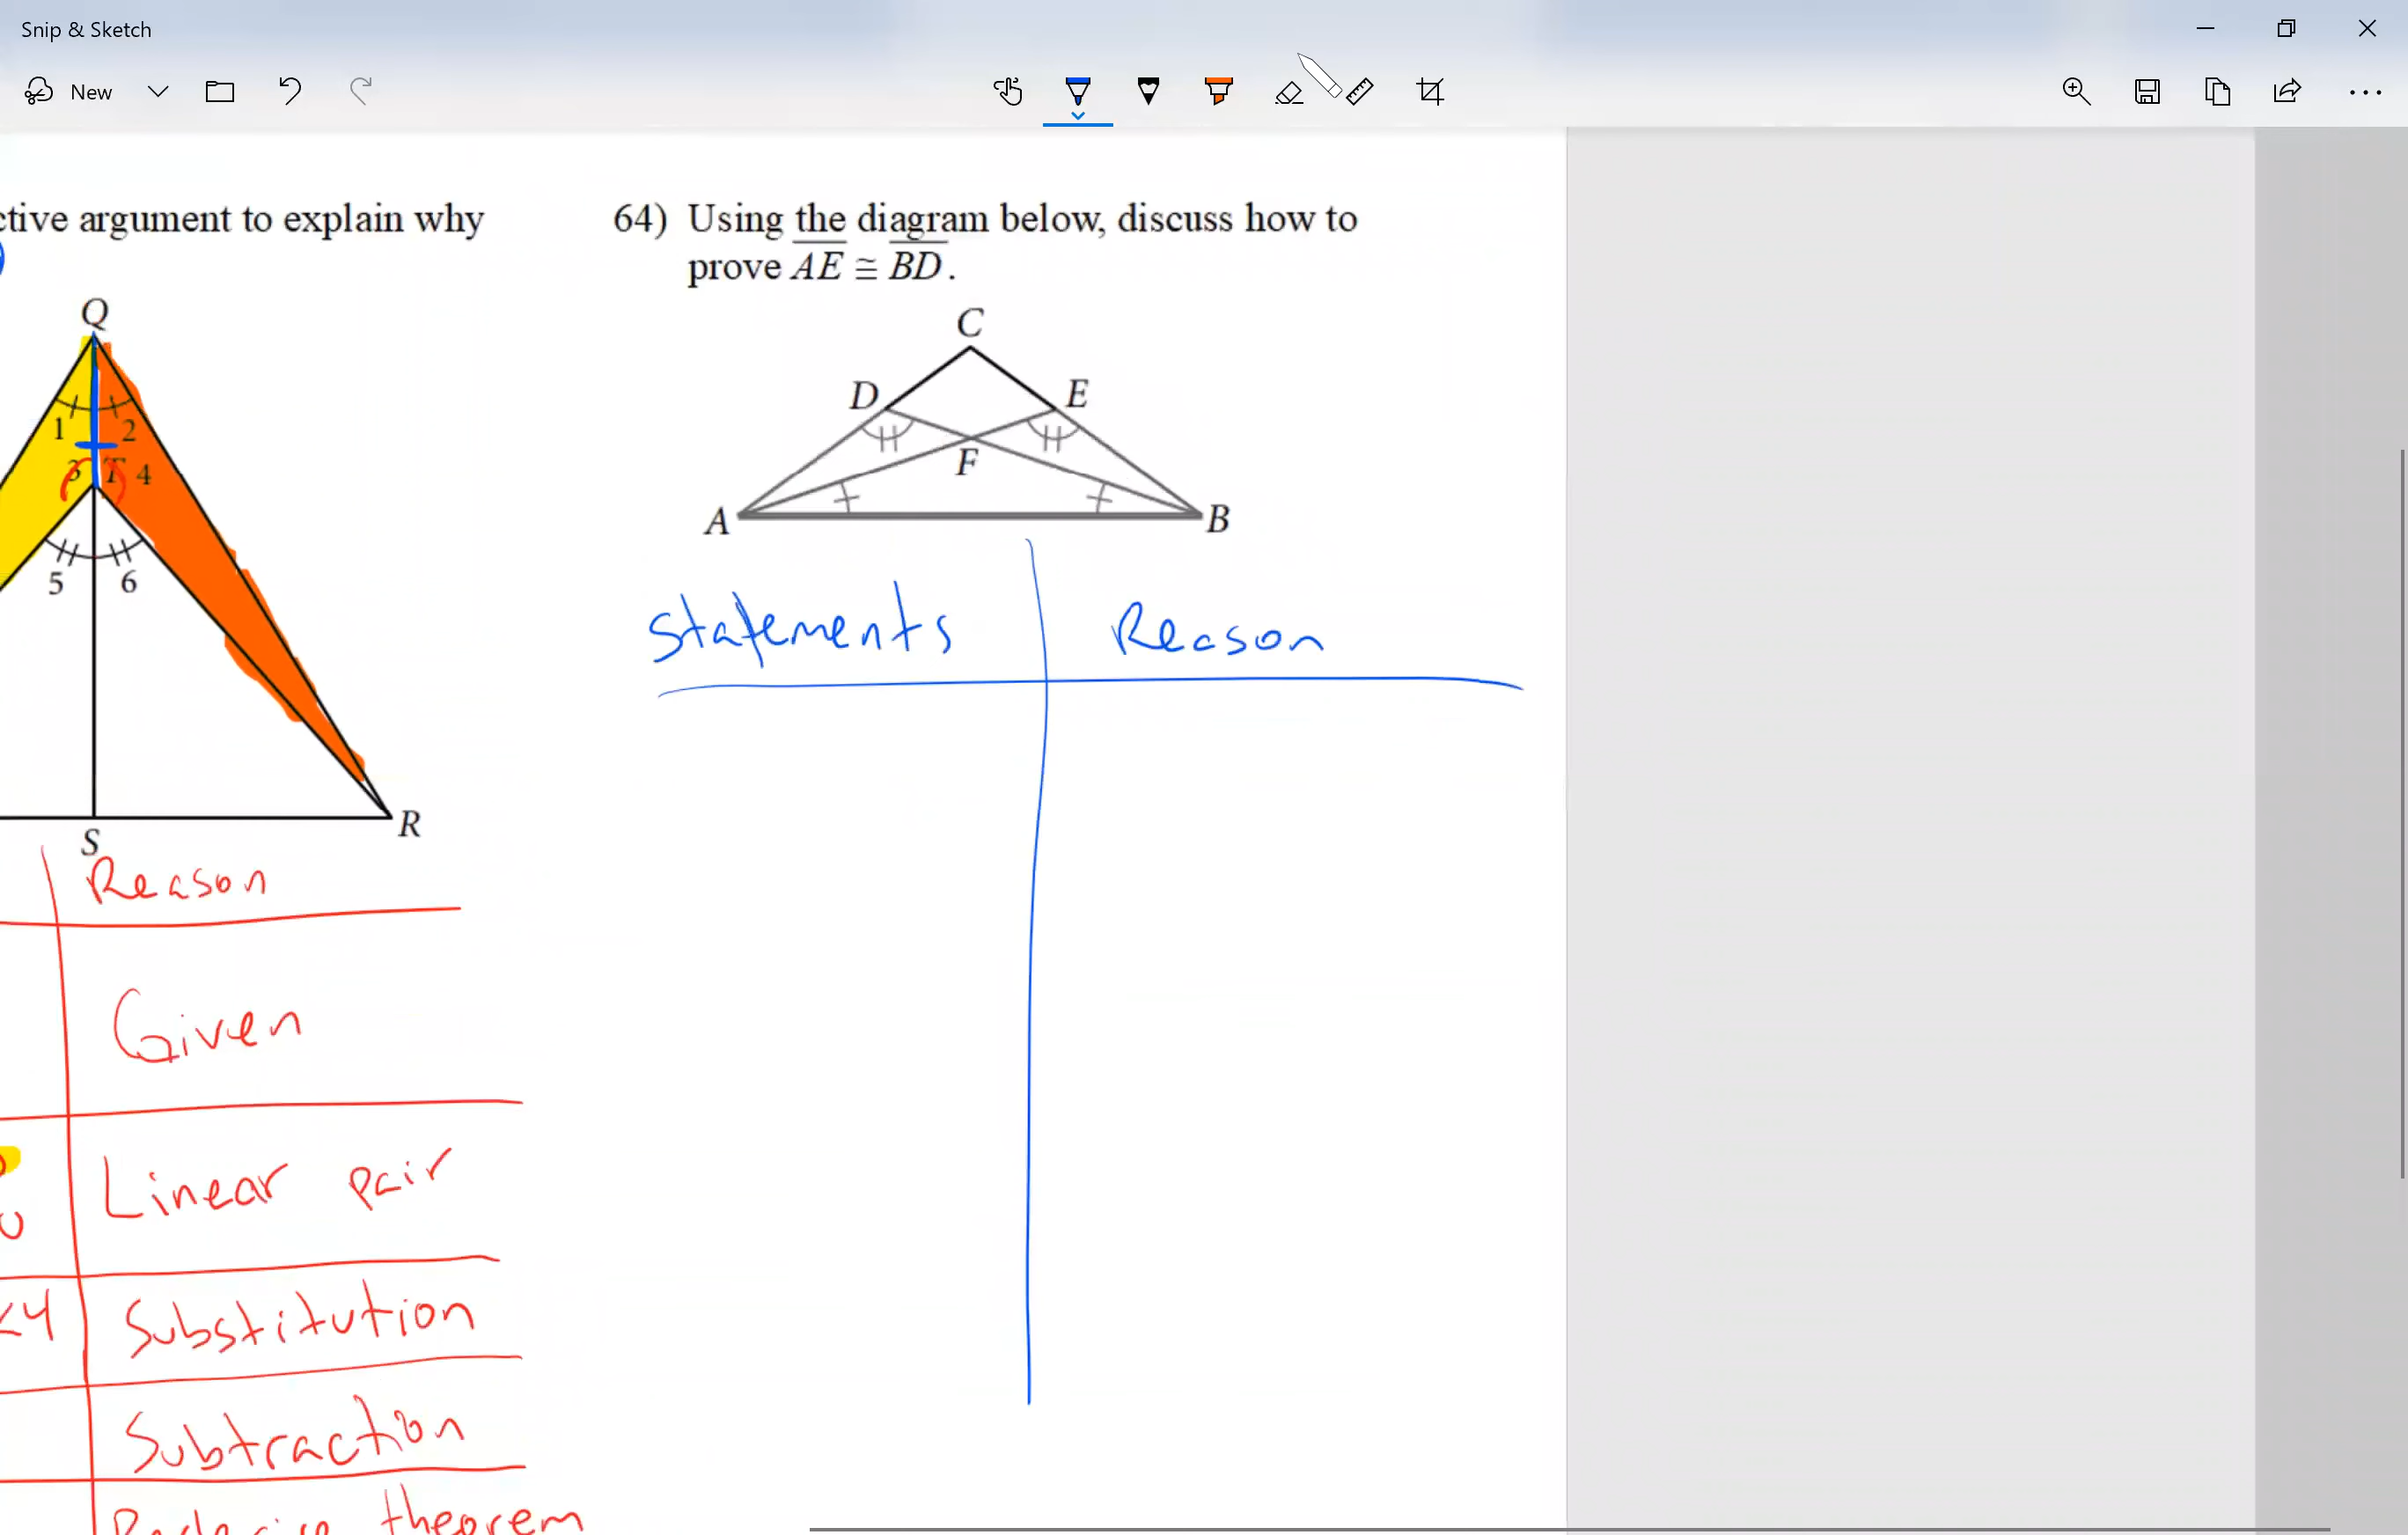 Snip & Sketch
New
ctive argument to explain why
Q
1 2
3 T 4
5 6
S
R
Reason
Given
Linear pair
<4 Substitution
Subtraction
theorem
64) Using the diagram below, discuss how to
prove AE ≅ BD.
C
D E
F
A B
Statements Reason